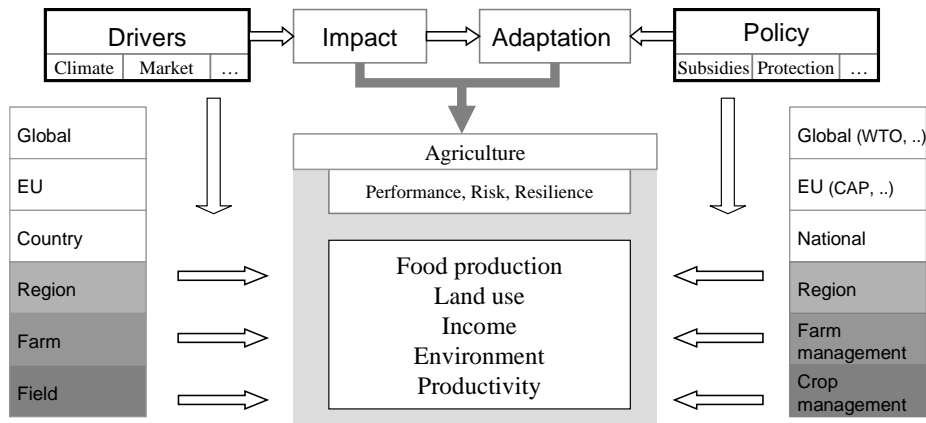 Drivers
Climate Market …
Impact
Adaptation
Policy
Subsidies Protection …
Global
EU
Country
Region
Farm
Field
Agriculture
Performance, Risk, Resilience
Food production
Land use
Income
Environment
Productivity
Global (WTO, ..)
EU (CAP, ..)
National
Region
Farm
management
Crop
management